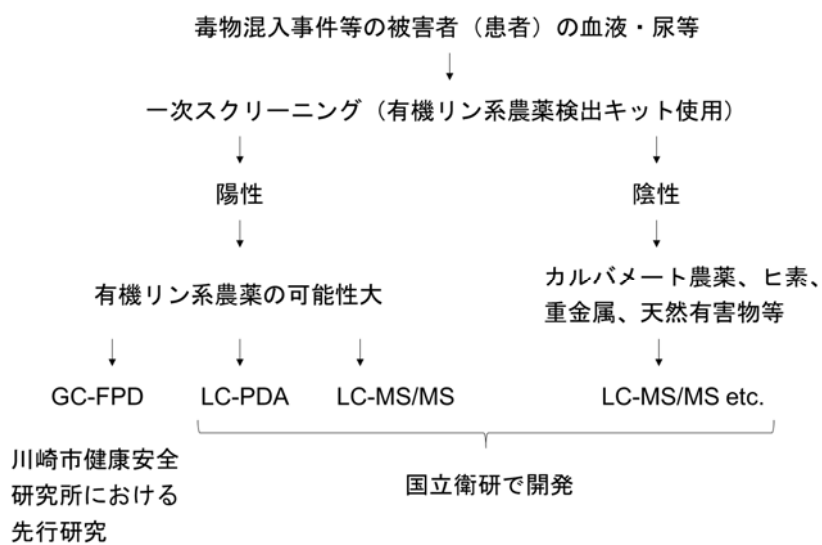 毒物混入事件等の被害者（患者）の血液・尿等
一次スクリーニング（有機リン系農薬検出キット使用）
陽性
陰性
有機リン系農薬の可能性大
カルバメート農薬、ヒ素、
重金属、天然有害物等
GC-FPD
LC-PDA
LC-MS/MS
LC-MS/MS etc.
川崎市健康安全
研究所における
先行研究
国立衛研で開発